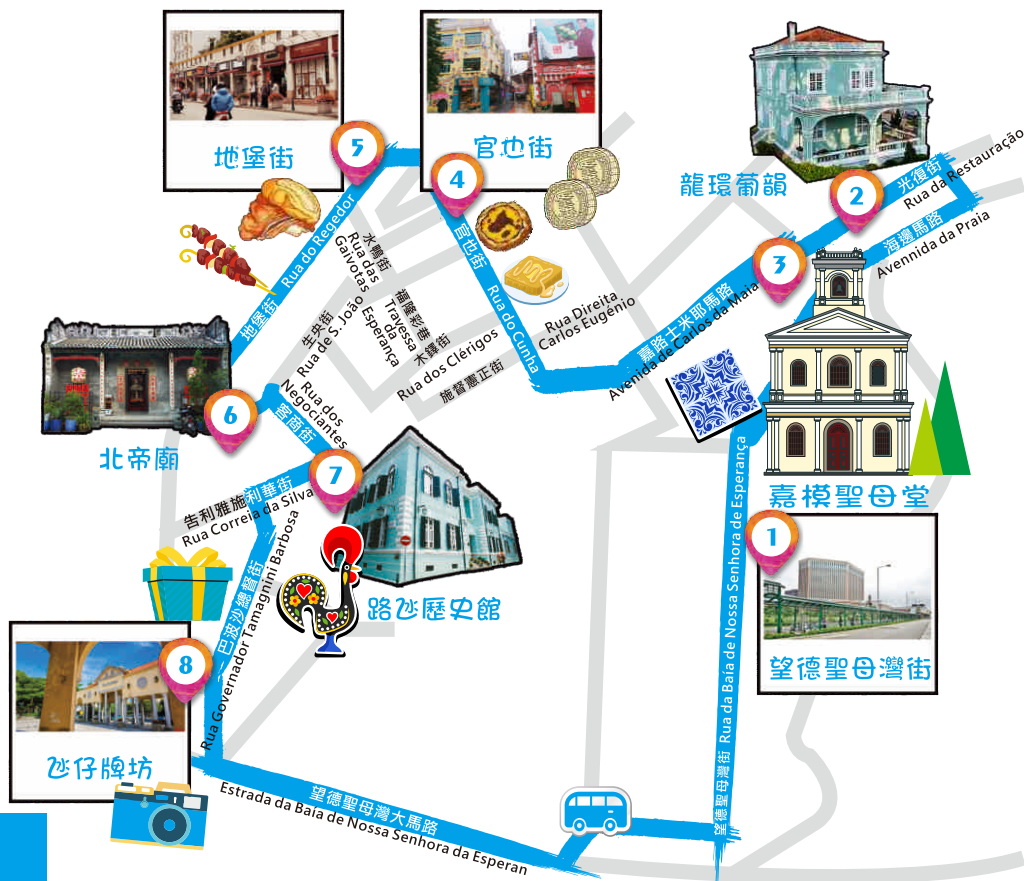 地堡街
5
官也街
4
龍環葡韻
2
光復街
Rua da Restauração
海邊馬路
Avennida da Praia
3
嘉路十米耶馬路
Avenida de Carlos da Maia
官也街
Rua do Cunha
Rua Direita
Carlos Eugénio
Rua do Regedor
地堡街
水鴨街
Rua das
Gaivotas
福隆彩巷
Travessa
da
Esperança
生央街
Rua de S. João
木鐸街
Rua dos Clérigos
施督憲正街
北帝廟
6
Rua dos
Negociantes
客商街
7
告利雅施利華街
Rua Correia da Silva
路氹歷史館
嘉模聖母堂
1
望德聖母灣街
望德聖母灣街 Rua da Baía de Nossa Senhora de Esperança
巴波沙總督街
Rua Governador Tamagnini Barbosa
8
氹仔牌坊
望德聖母灣大馬路
Estrada da Baía de Nossa Senhora da Esperan